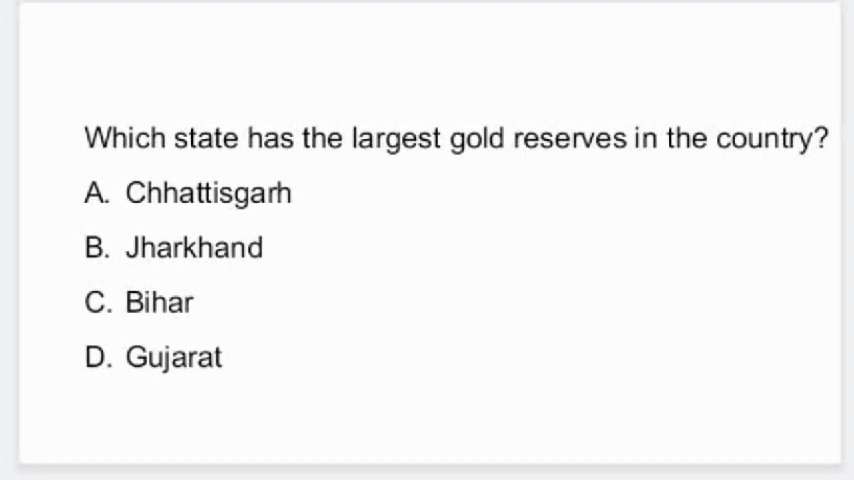 Which state has the largest gold reserves in the country?
A. Chhattisgarh
B. Jharkhand
C. Bihar
D. Gujarat